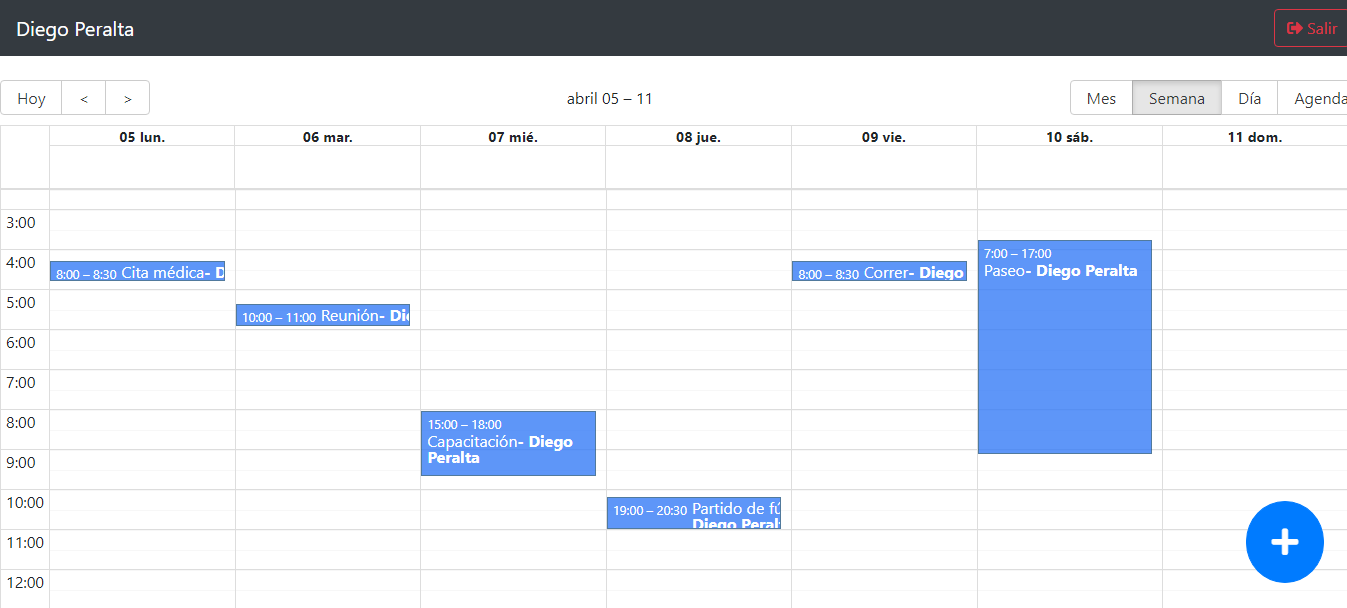 Diego Peralta
Salir
Hoy < > abril 05 – 11 Mes Semana Día Agenda
05 lun. 06 mar. 07 mié. 08 jue. 09 vie. 10 sáb. 11 dom.
3:00
4:00
5:00
6:00
7:00
8:00
9:00
10:00
11:00
12:00
8:00 – 8:30 Cita médica- D
10:00 – 11:00 Reunión- Die
15:00 – 18:00
Capacitación- Diego
Peralta
19:00 – 20:30 Partido de fú
Diego Peral
8:00 – 8:30 Correr- Diego
7:00 – 17:00
Paseo- Diego Peralta